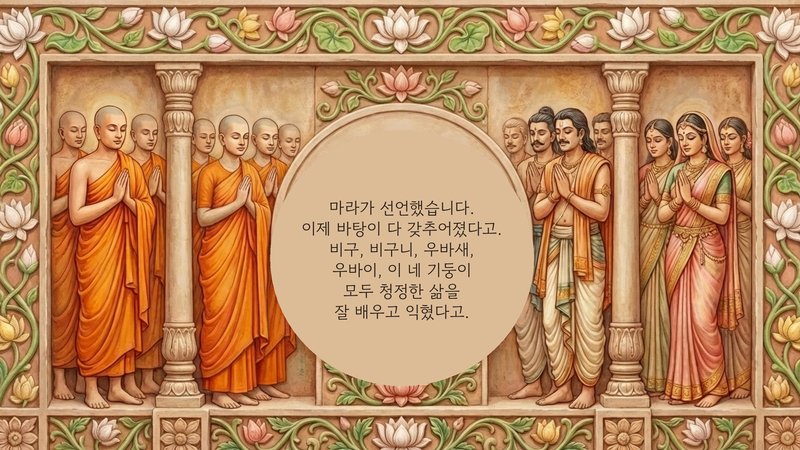 마라가 선언했습니다.
이제 바탕이 다 갖추어졌다고.
비구, 비구니, 우바새,
우바이, 이 네 기둥이
모두 청정한 삶을
잘 배우고 익혔다고.